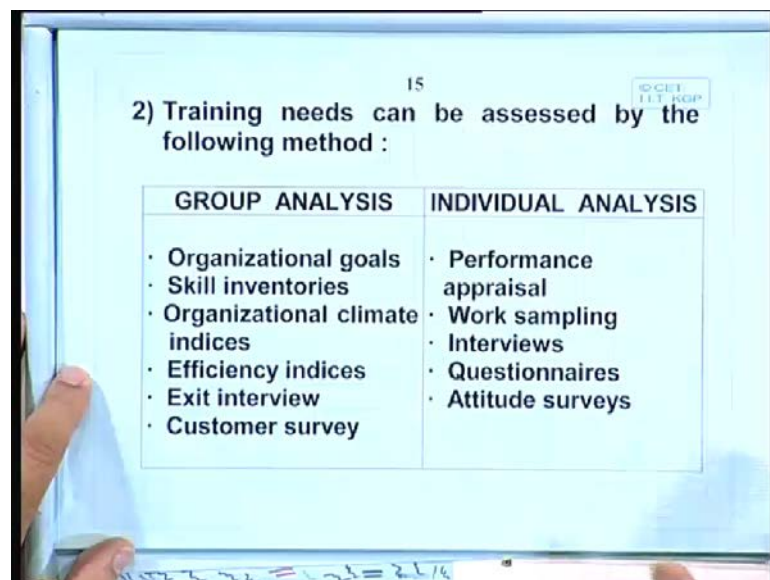 15
© CET
I.I.T KGP
2) Training needs can be assessed by the
following method :
GROUP ANALYSIS
· Organizational goals
· Skill inventories
· Organizational climate
indices
· Efficiency indices
· Exit interview
· Customer survey
INDIVIDUAL ANALYSIS
· Performance
appraisal
· Work sampling
· Interviews
· Questionnaires
· Attitude surveys